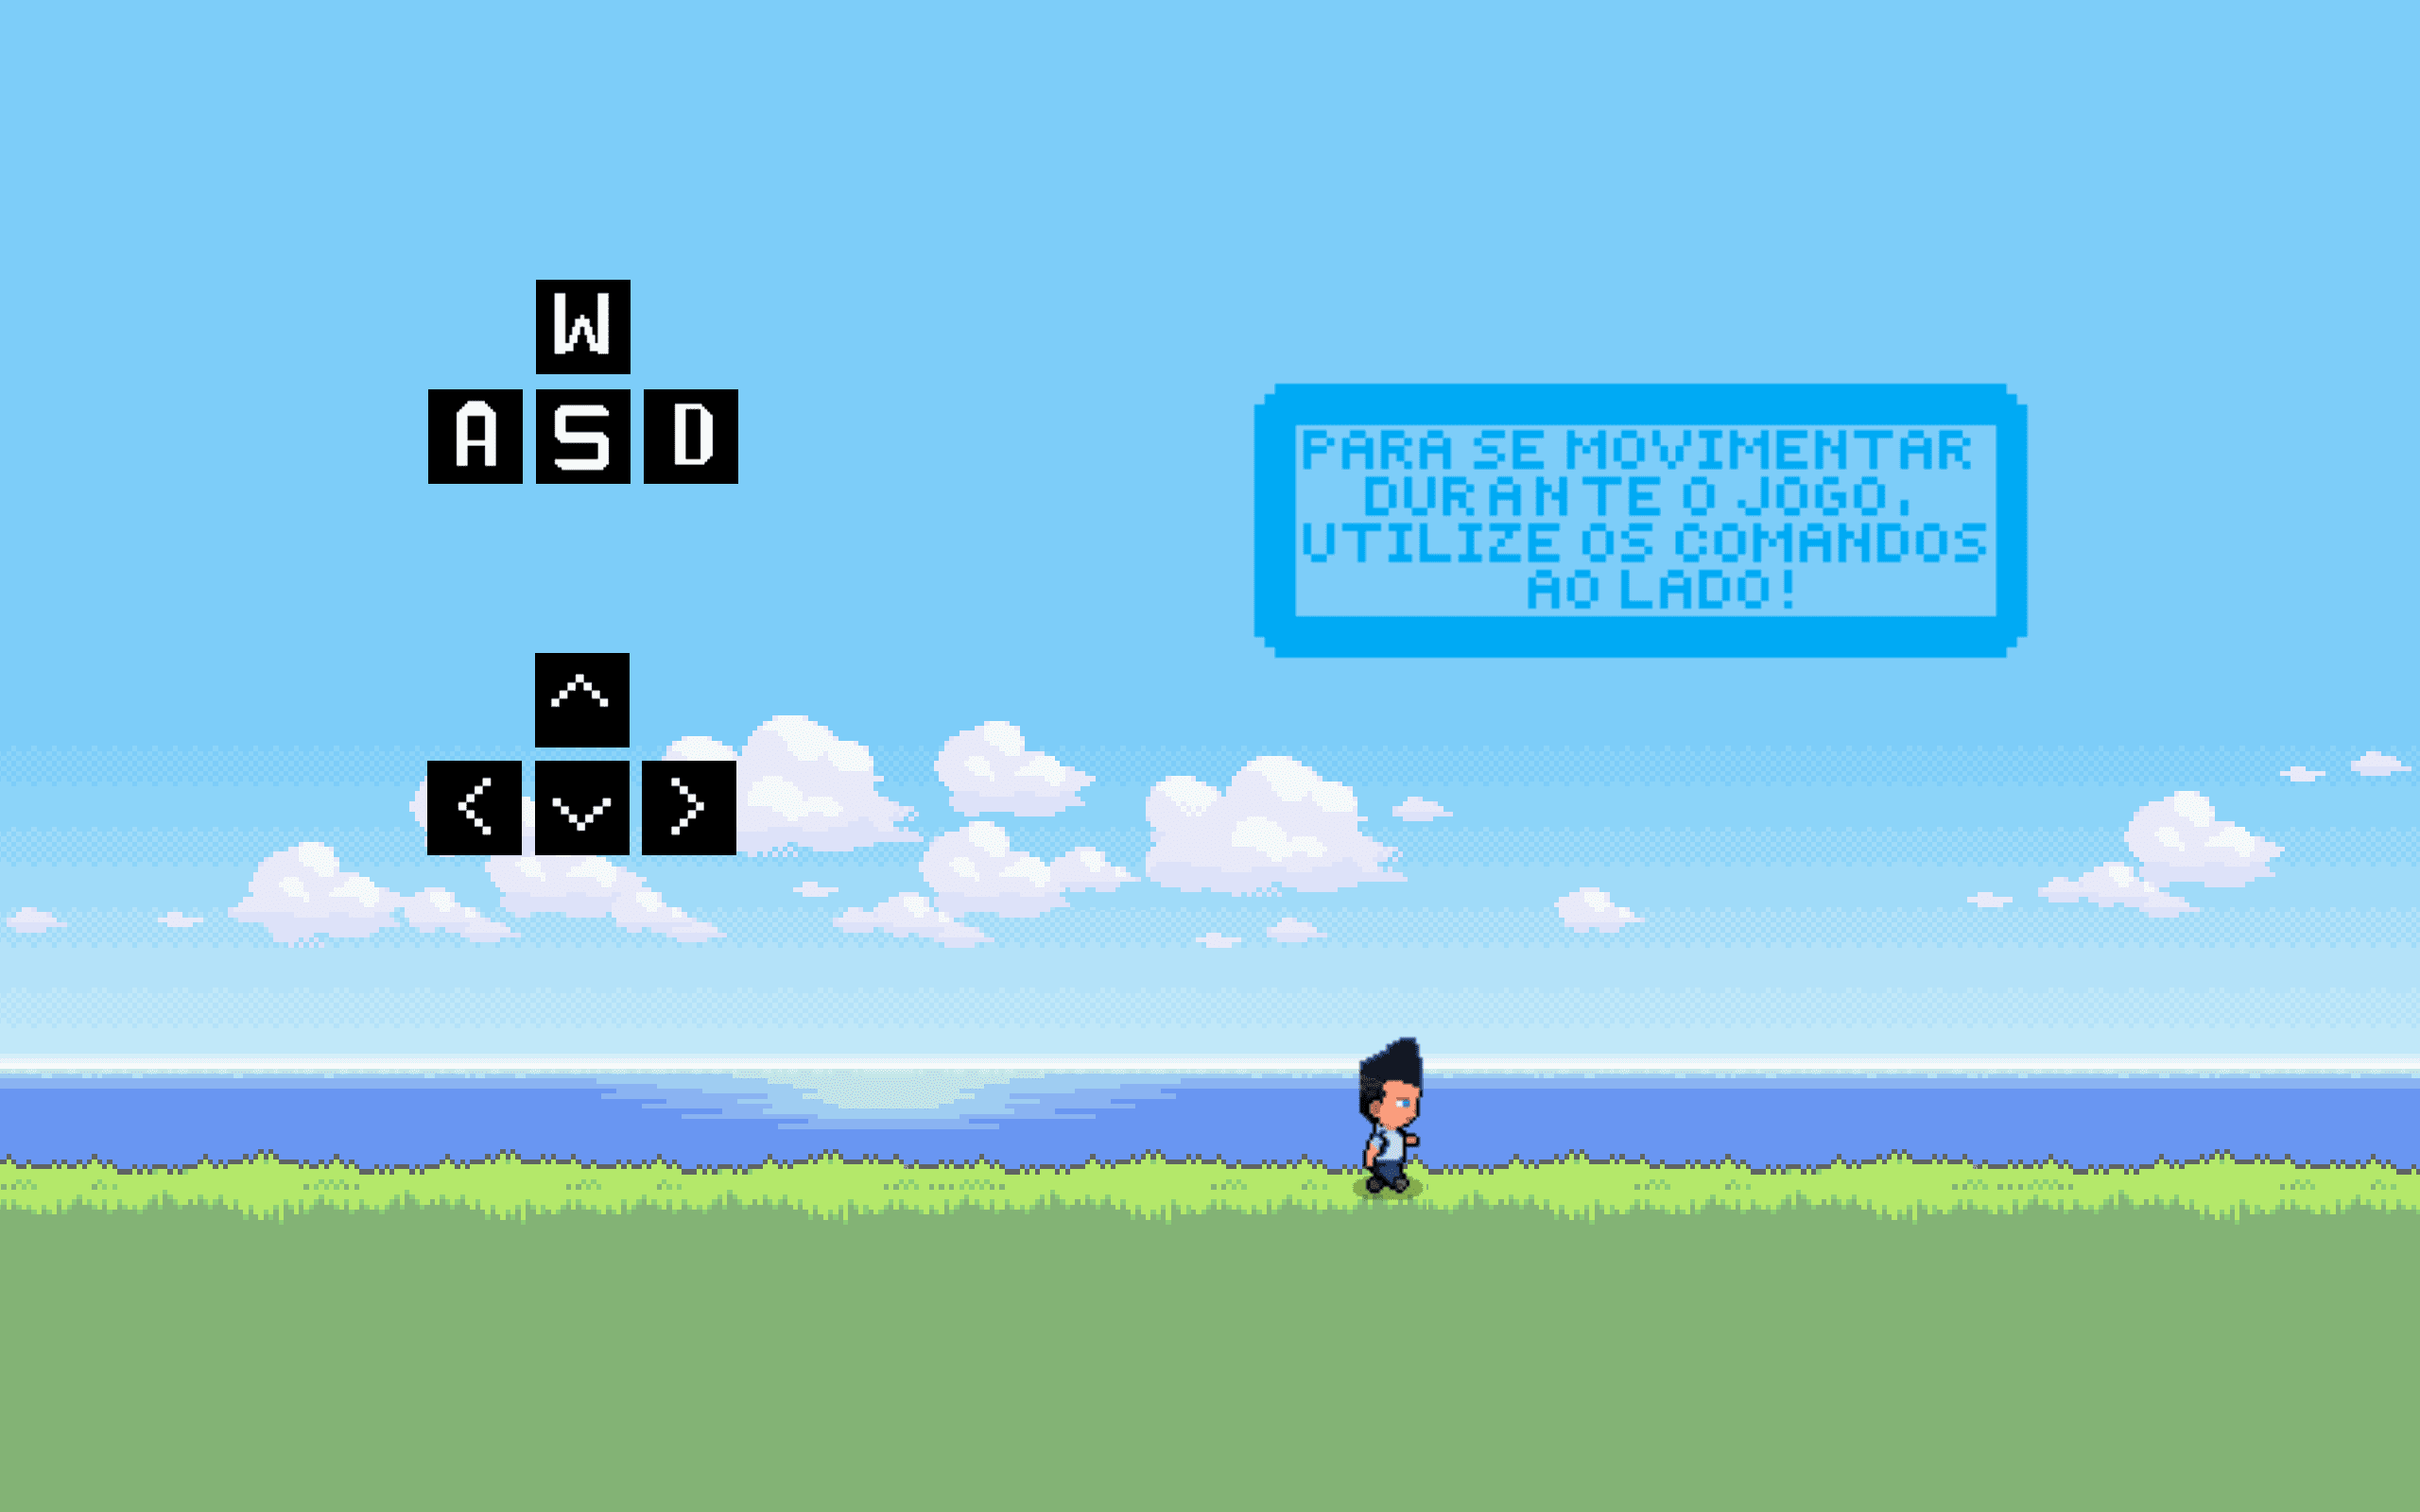 W
A S D
PARA SE MOVIMENTAR
DURANTE O JOGO,
UTILIZE OS COMANDOS
AO LADO!
^
< v >